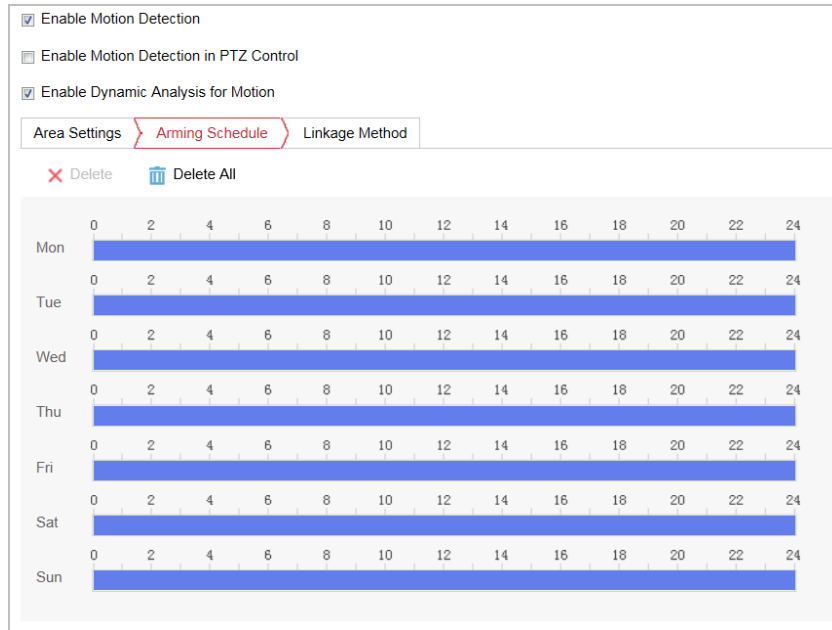 Enable Motion Detection
Enable Motion Detection in PTZ Control
Enable Dynamic Analysis for Motion
Area Settings Arming Schedule Linkage Method
Delete Delete All
0 2 4 6 8 10 12 14 16 18 20 22 24
Mon
0 2 4 6 8 10 12 14 16 18 20 22 24
Tue
0 2 4 6 8 10 12 14 16 18 20 22 24
Wed
0 2 4 6 8 10 12 14 16 18 20 22 24
Thu
0 2 4 6 8 10 12 14 16 18 20 22 24
Fri
0 2 4 6 8 10 12 14 16 18 20 22 24
Sat
0 2 4 6 8 10 12 14 16 18 20 22 24
Sun